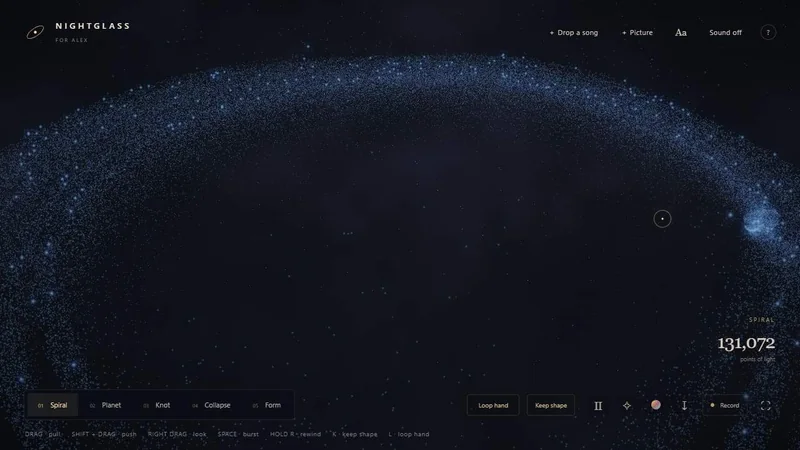 NIGHTGLASS
FOR ALEX
+ Drop a song
+ Picture
Aa
Sound off
?
SPIRAL
131,072
points of light
01 Spiral
02 Planet
03 Knot
04 Collapse
05 Form
Loop hand
Keep shape
Record
DRAG · pull SHIFT + DRAG · push RIGHT DRAG · look SPACE · burst HOLD R · rewind K · keep shape L · loop hand